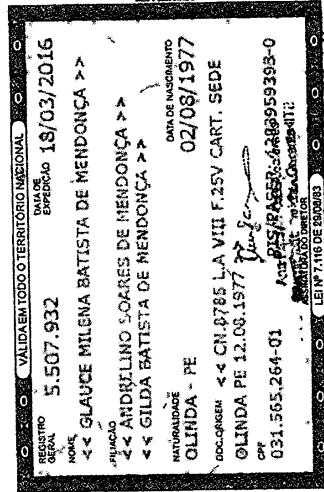 VÁLIDA EM TODO O TERRITÓRIO NACIONAL
REGISTRO GERAL 5.507.932 DATA DE EXPEDIÇÃO 18/03/2016
NOME
<< GLAUCE MILENA BATISTA DE MENDONÇA >>
FILIAÇÃO
<< ANDRELINO SOARES DE MENDONÇA >>
<< GILDA BATISTA DE MENDONÇA >>
NATURALIDADE DATA DE NASCIMENTO
OLINDA - PE 02/08/1977
DOC.ORIGEM << CN.8785 L.A VIII F.25V CART. SEDE
OLINDA PE 12.08.1977 >>
CPF
031.565.264-01 PIS/PASEP
ASSINATURA DO DIRETOR
LEI Nº 7.116 DE 29/08/83